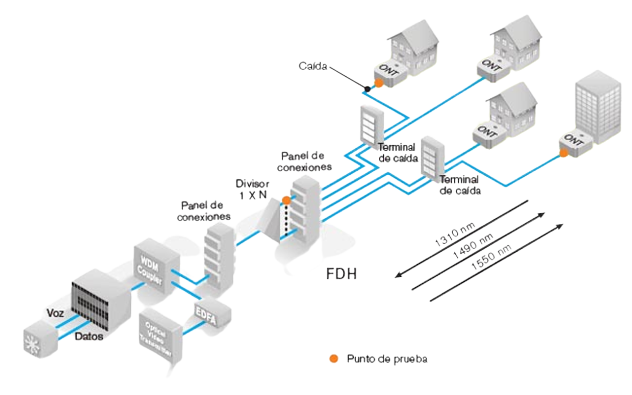 Caída
ONT
ONT
ONT
ONT
Terminal
de caída
Terminal
de caída
Panel de
conexiones
Divisor
1 X N
Panel de
conexiones
FDH
1310 nm
1490 nm
1550 nm
WDM
Coupler
EDFA
Optical
Video
Transmitter
Voz
Datos
Punto de prueba